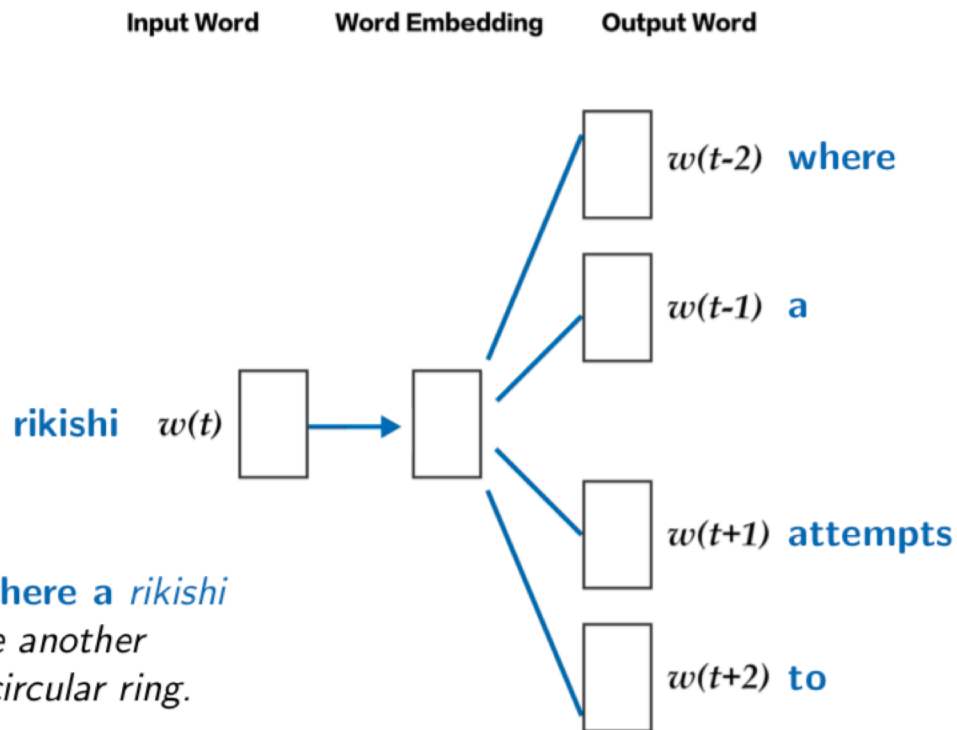 Input Word Word Embedding Output Word
w(t-2) where
w(t-1) a
rikishi w(t)
w(t+1) attempts
here a rikishi
e another
w(t+2) to
circular ring.